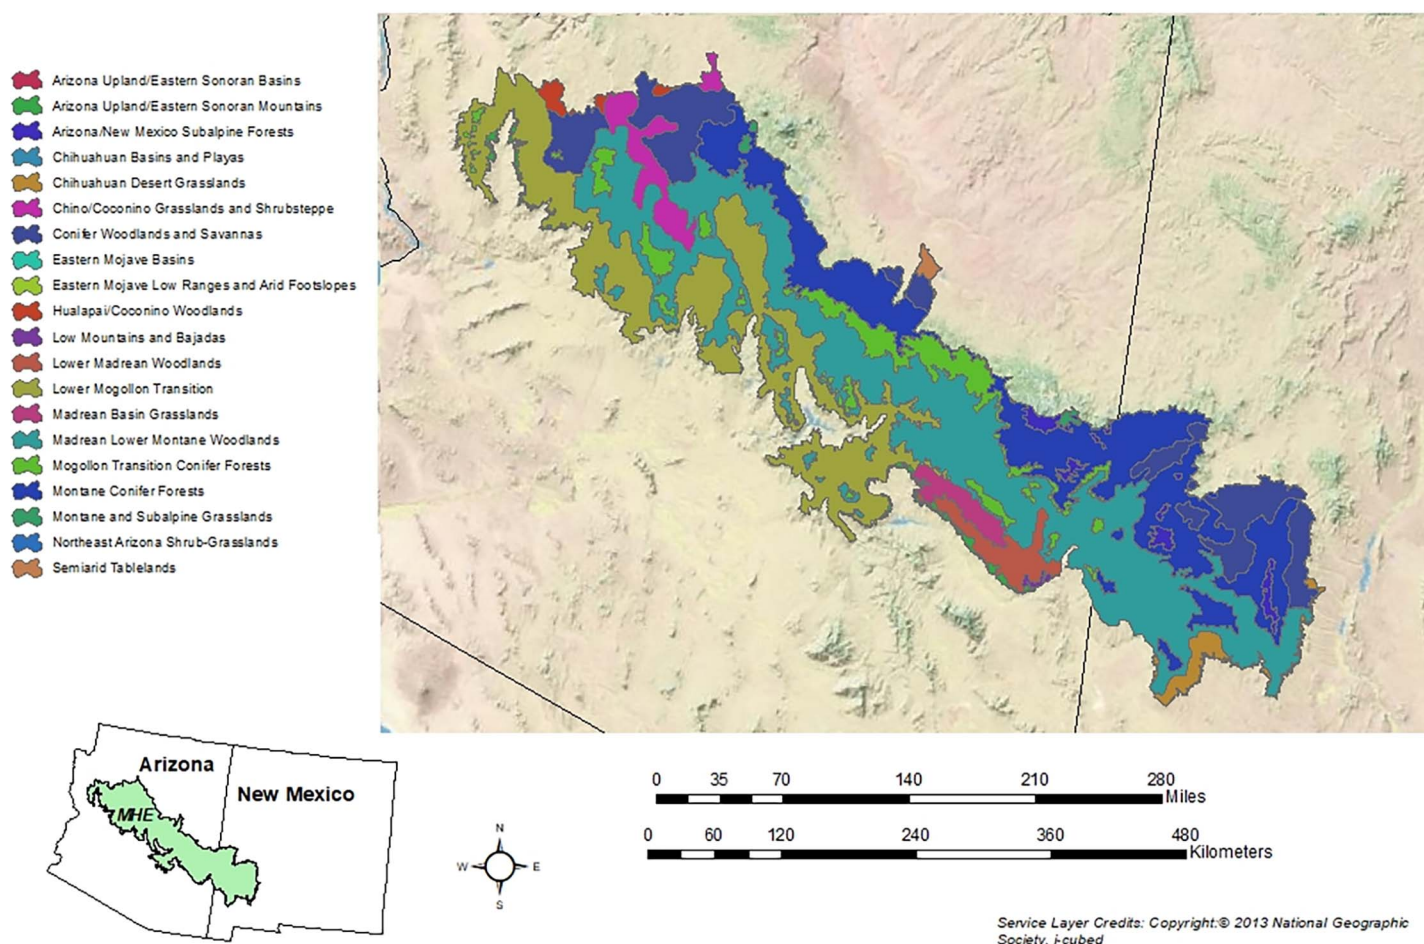 Arizona Upland/Eastern Sonoran Basins
Arizona Upland/Eastern Sonoran Mountains
Arizona/New Mexico Subalpine Forests
Chihuahuan Basins and Playas
Chihuahuan Desert Grasslands
Chino/Coconino Grasslands and Shrubsteppe
Conifer Woodlands and Savannas
Eastern Mojave Basins
Eastern Mojave Low Ranges and Arid Footslopes
Hualapai/Coconino Woodlands
Low Mountains and Bajadas
Lower Madrean Woodlands
Lower Mogollon Transition
Madrean Basin Grasslands
Madrean Lower Montane Woodlands
Mogollon Transition Conifer Forests
Montane Conifer Forests
Montane and Subalpine Grasslands
Northeast Arizona Shrub-Grasslands
Semiarid Tablelands
Arizona
New Mexico
MHE
N
W E
S
0 35 70 140 210 280
Miles
0 60 120 240 360 480
Kilometers
Service Layer Credits: Copyright:© 2013 National Geographic
Society, i-cubed